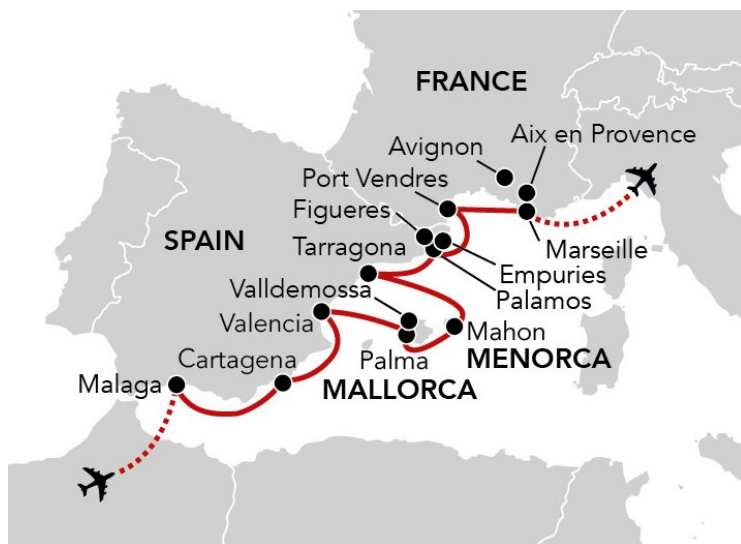 FRANCE
Aix en Provence
Avignon
Port Vendres
Figueres
SPAIN
Marseille
Tarragona
Empuries
Palamos
Valldemossa
Valencia
Mahon
Palma
MENORCA
Cartagena
MALLORCA
Malaga